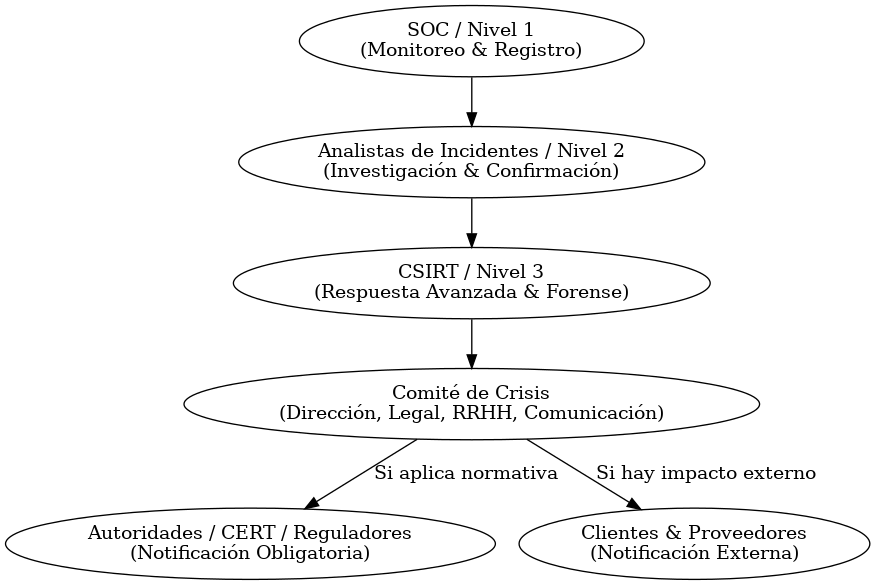 SOC / Nivel 1
(Monitoreo & Registro)
Analistas de Incidentes / Nivel 2
(Investigación & Confirmación)
CSIRT / Nivel 3
(Respuesta Avanzada & Forense)
Comité de Crisis
(Dirección, Legal, RRHH, Comunicación)
Si aplica normativa
Si hay impacto externo
Autoridades / CERT / Reguladores
(Notificación Obligatoria)
Clientes & Proveedores
(Notificación Externa)